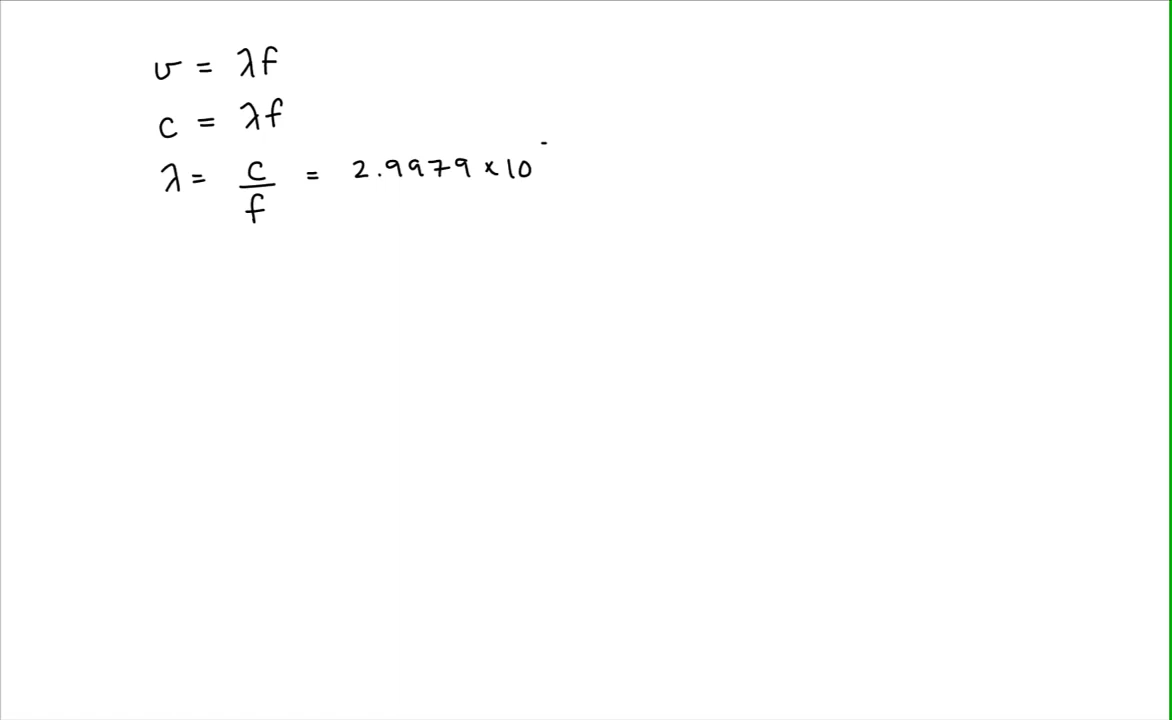 v = λf
c = λf
λ = c/f = 2.9979 × 10